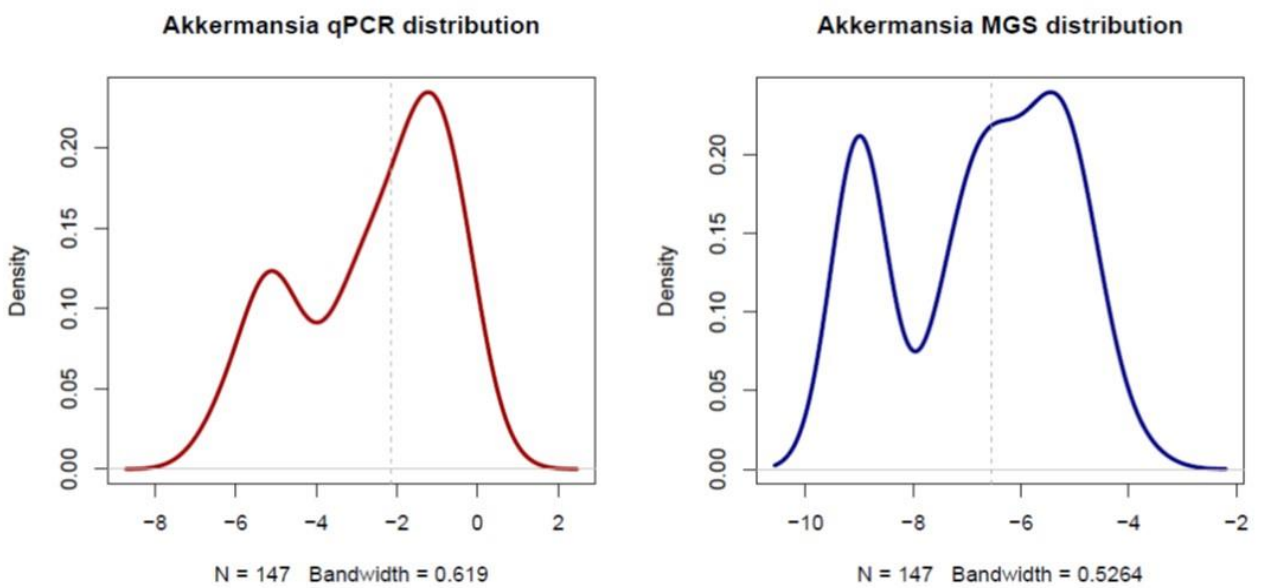 Akkermansia qPCR distribution
Density
0.00 0.05 0.10 0.15 0.20
−8 −6 −4 −2 0 2
N = 147 Bandwidth = 0.619
Akkermansia MGS distribution
Density
0.00 0.05 0.10 0.15 0.20
−10 −8 −6 −4 −2
N = 147 Bandwidth = 0.5264